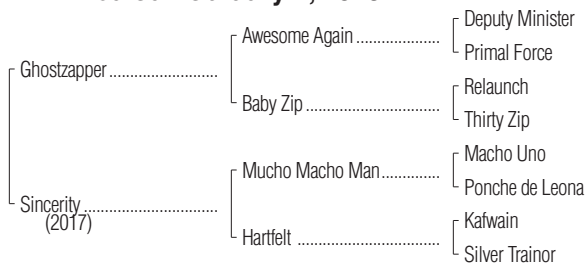 Deputy Minister
Awesome Again ....................
Primal Force
Ghostzapper ..........................
Relaunch
Baby Zip ................................
Thirty Zip
Macho Uno
Mucho Macho Man..............
Ponche de Leona
Sincerity ................................
(2017)
Kafwain
Hartfelt ..................................
Silver Trainor